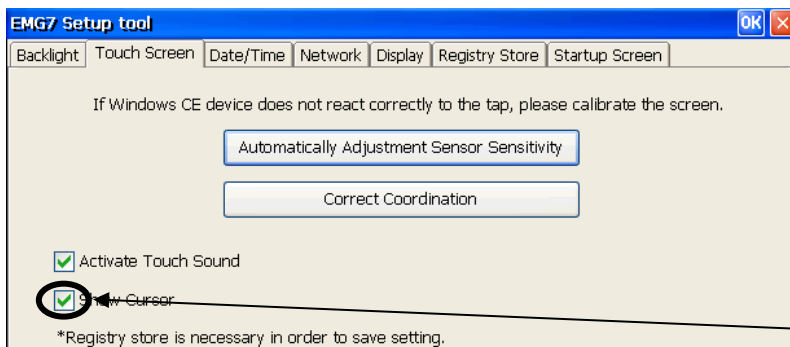 EMG7 Setup tool OK
Backlight Touch Screen Date/Time Network Display Registry Store Startup Screen
If Windows CE device does not react correctly to the tap, please calibrate the screen.
Automatically Adjustment Sensor Sensitivity
Correct Coordination
Activate Touch Sound
Show Cursor
*Registry store is necessary in order to save setting.